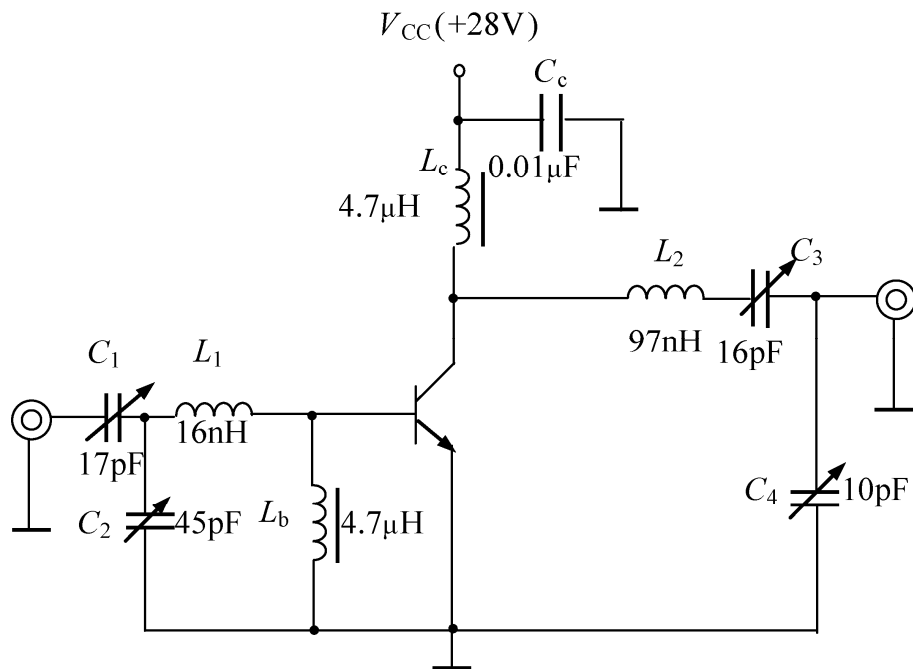 V_CC(+28V)
C_c
L_c
0.01μF
4.7μH
L_2
C_3
97nH
16pF
C_1
L_1
16nH
17pF
C_2
45pF
L_b
4.7μH
C_4
10pF